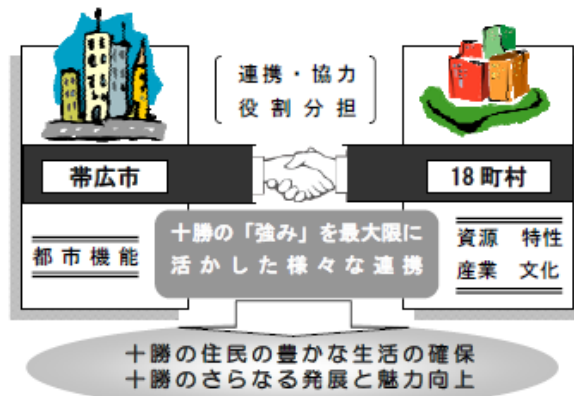 連携・協力
役割分担
帯広市
18町村
十勝の「強み」を最大限に
活かした様々な連携
都市機能
資源 特性
産業 文化
十勝の住民の豊かな生活の確保
十勝のさらなる発展と魅力向上